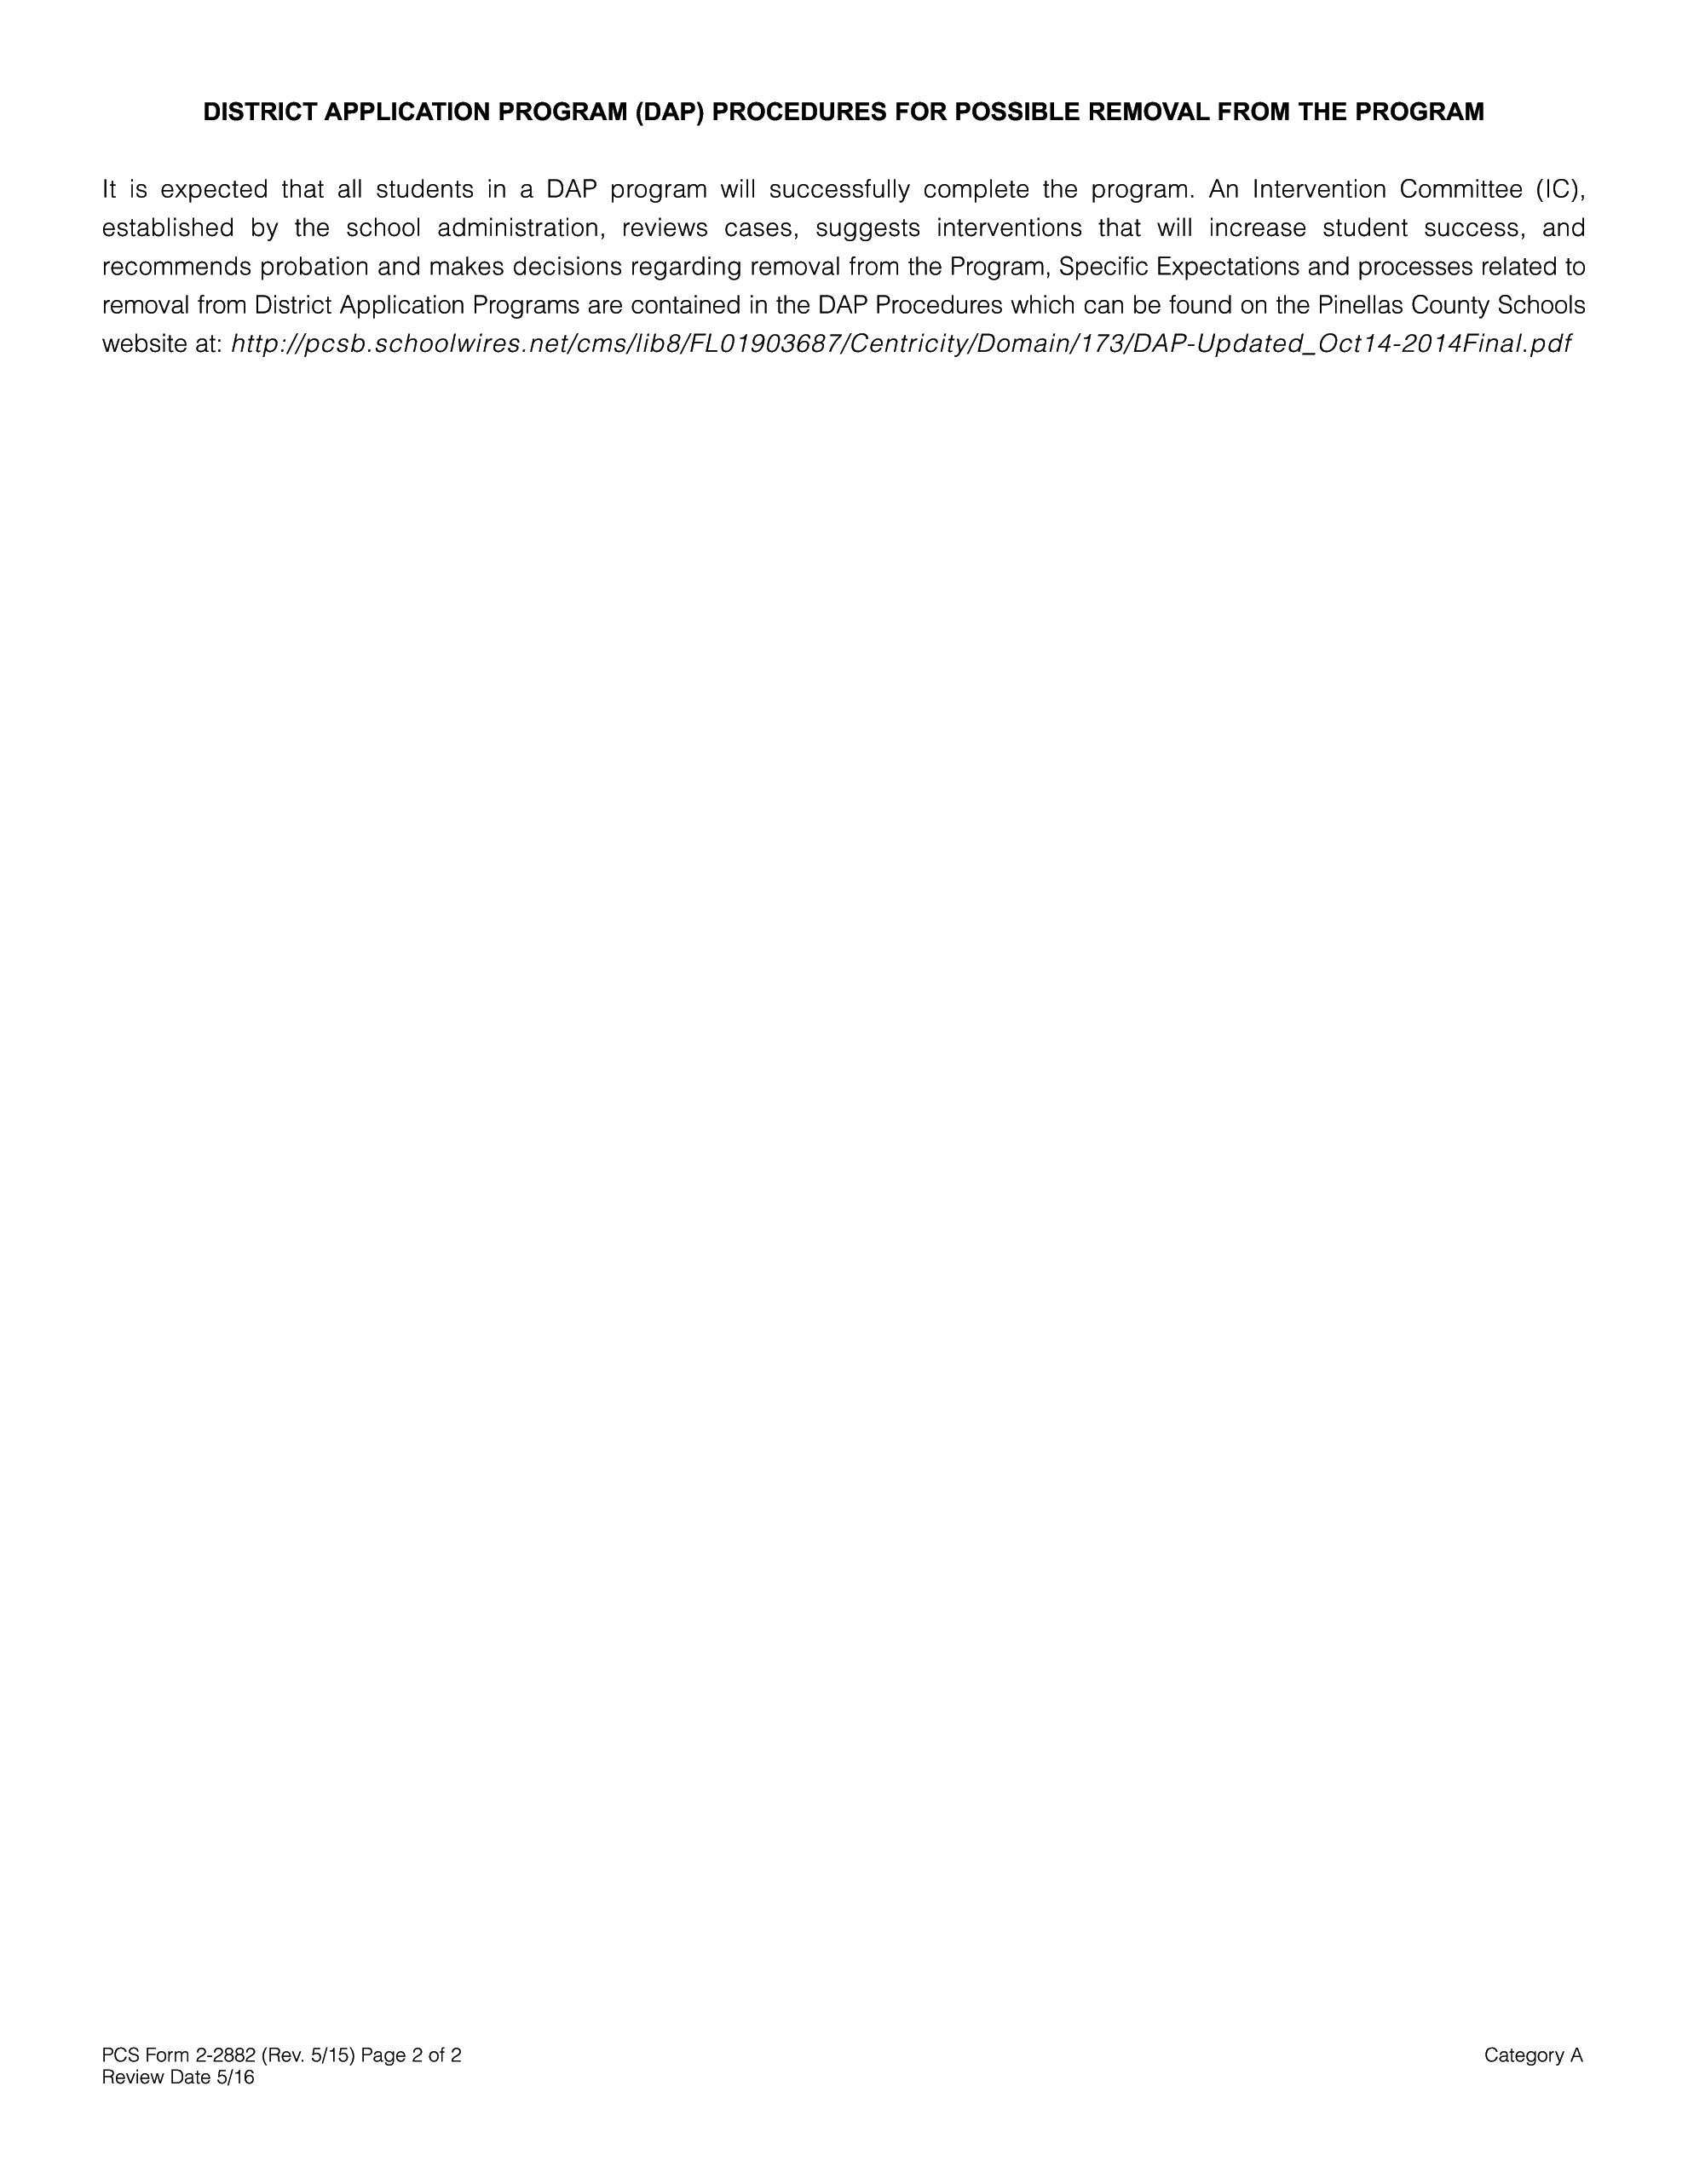 DISTRICT APPLICATION PROGRAM (DAP) PROCEDURES FOR POSSIBLE REMOVAL FROM THE PROGRAM
It is expected that all students in a DAP program will successfully complete the program. An Intervention Committee (IC),
established by the school administration, reviews cases, suggests interventions that will increase student success, and
recommends probation and makes decisions regarding removal from the Program, Specific Expectations and processes related to
removal from District Application Programs are contained in the DAP Procedures which can be found on the Pinellas County Schools
website at: http://pcsb.schoolwires.net/cms/lib8/FL01903687/Centricity/Domain/173/DAP-Updated_Oct14-2014Final.pdf
PCS Form 2-2882 (Rev. 5/15) Page 2 of 2
Review Date 5/16
Category A